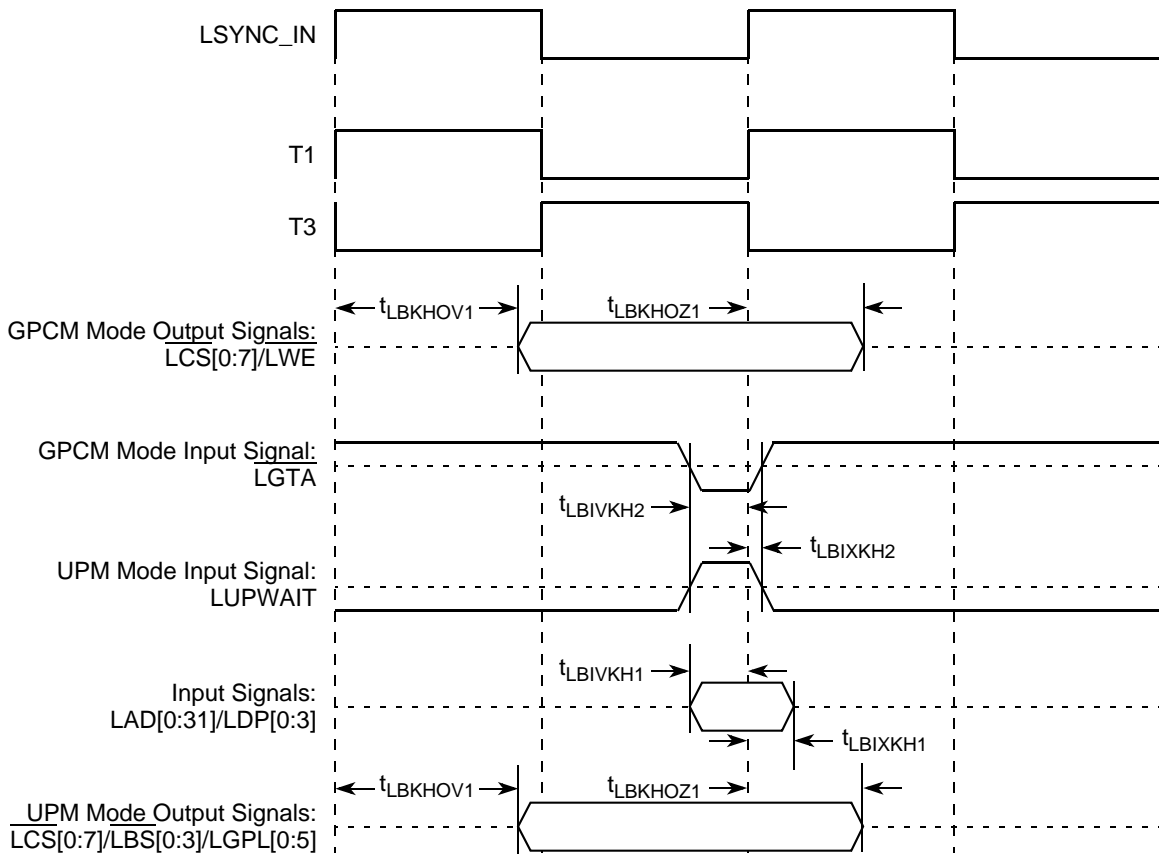 LSYNC_IN
T1
T3
tLBKHOV1
tLBKHOZ1
GPCM Mode Output Signals:
LCS[0:7]/LWE
GPCM Mode Input Signal:
LGTA
tLBIVKH2
tLBIXKH2
UPM Mode Input Signal:
LUPWAIT
tLBIVKH1
Input Signals:
LAD[0:31]/LDP[0:3]
tLBIXKH1
tLBKHOV1
tLBKHOZ1
UPM Mode Output Signals:
LCS[0:7]/LBS[0:3]/LGPL[0:5]